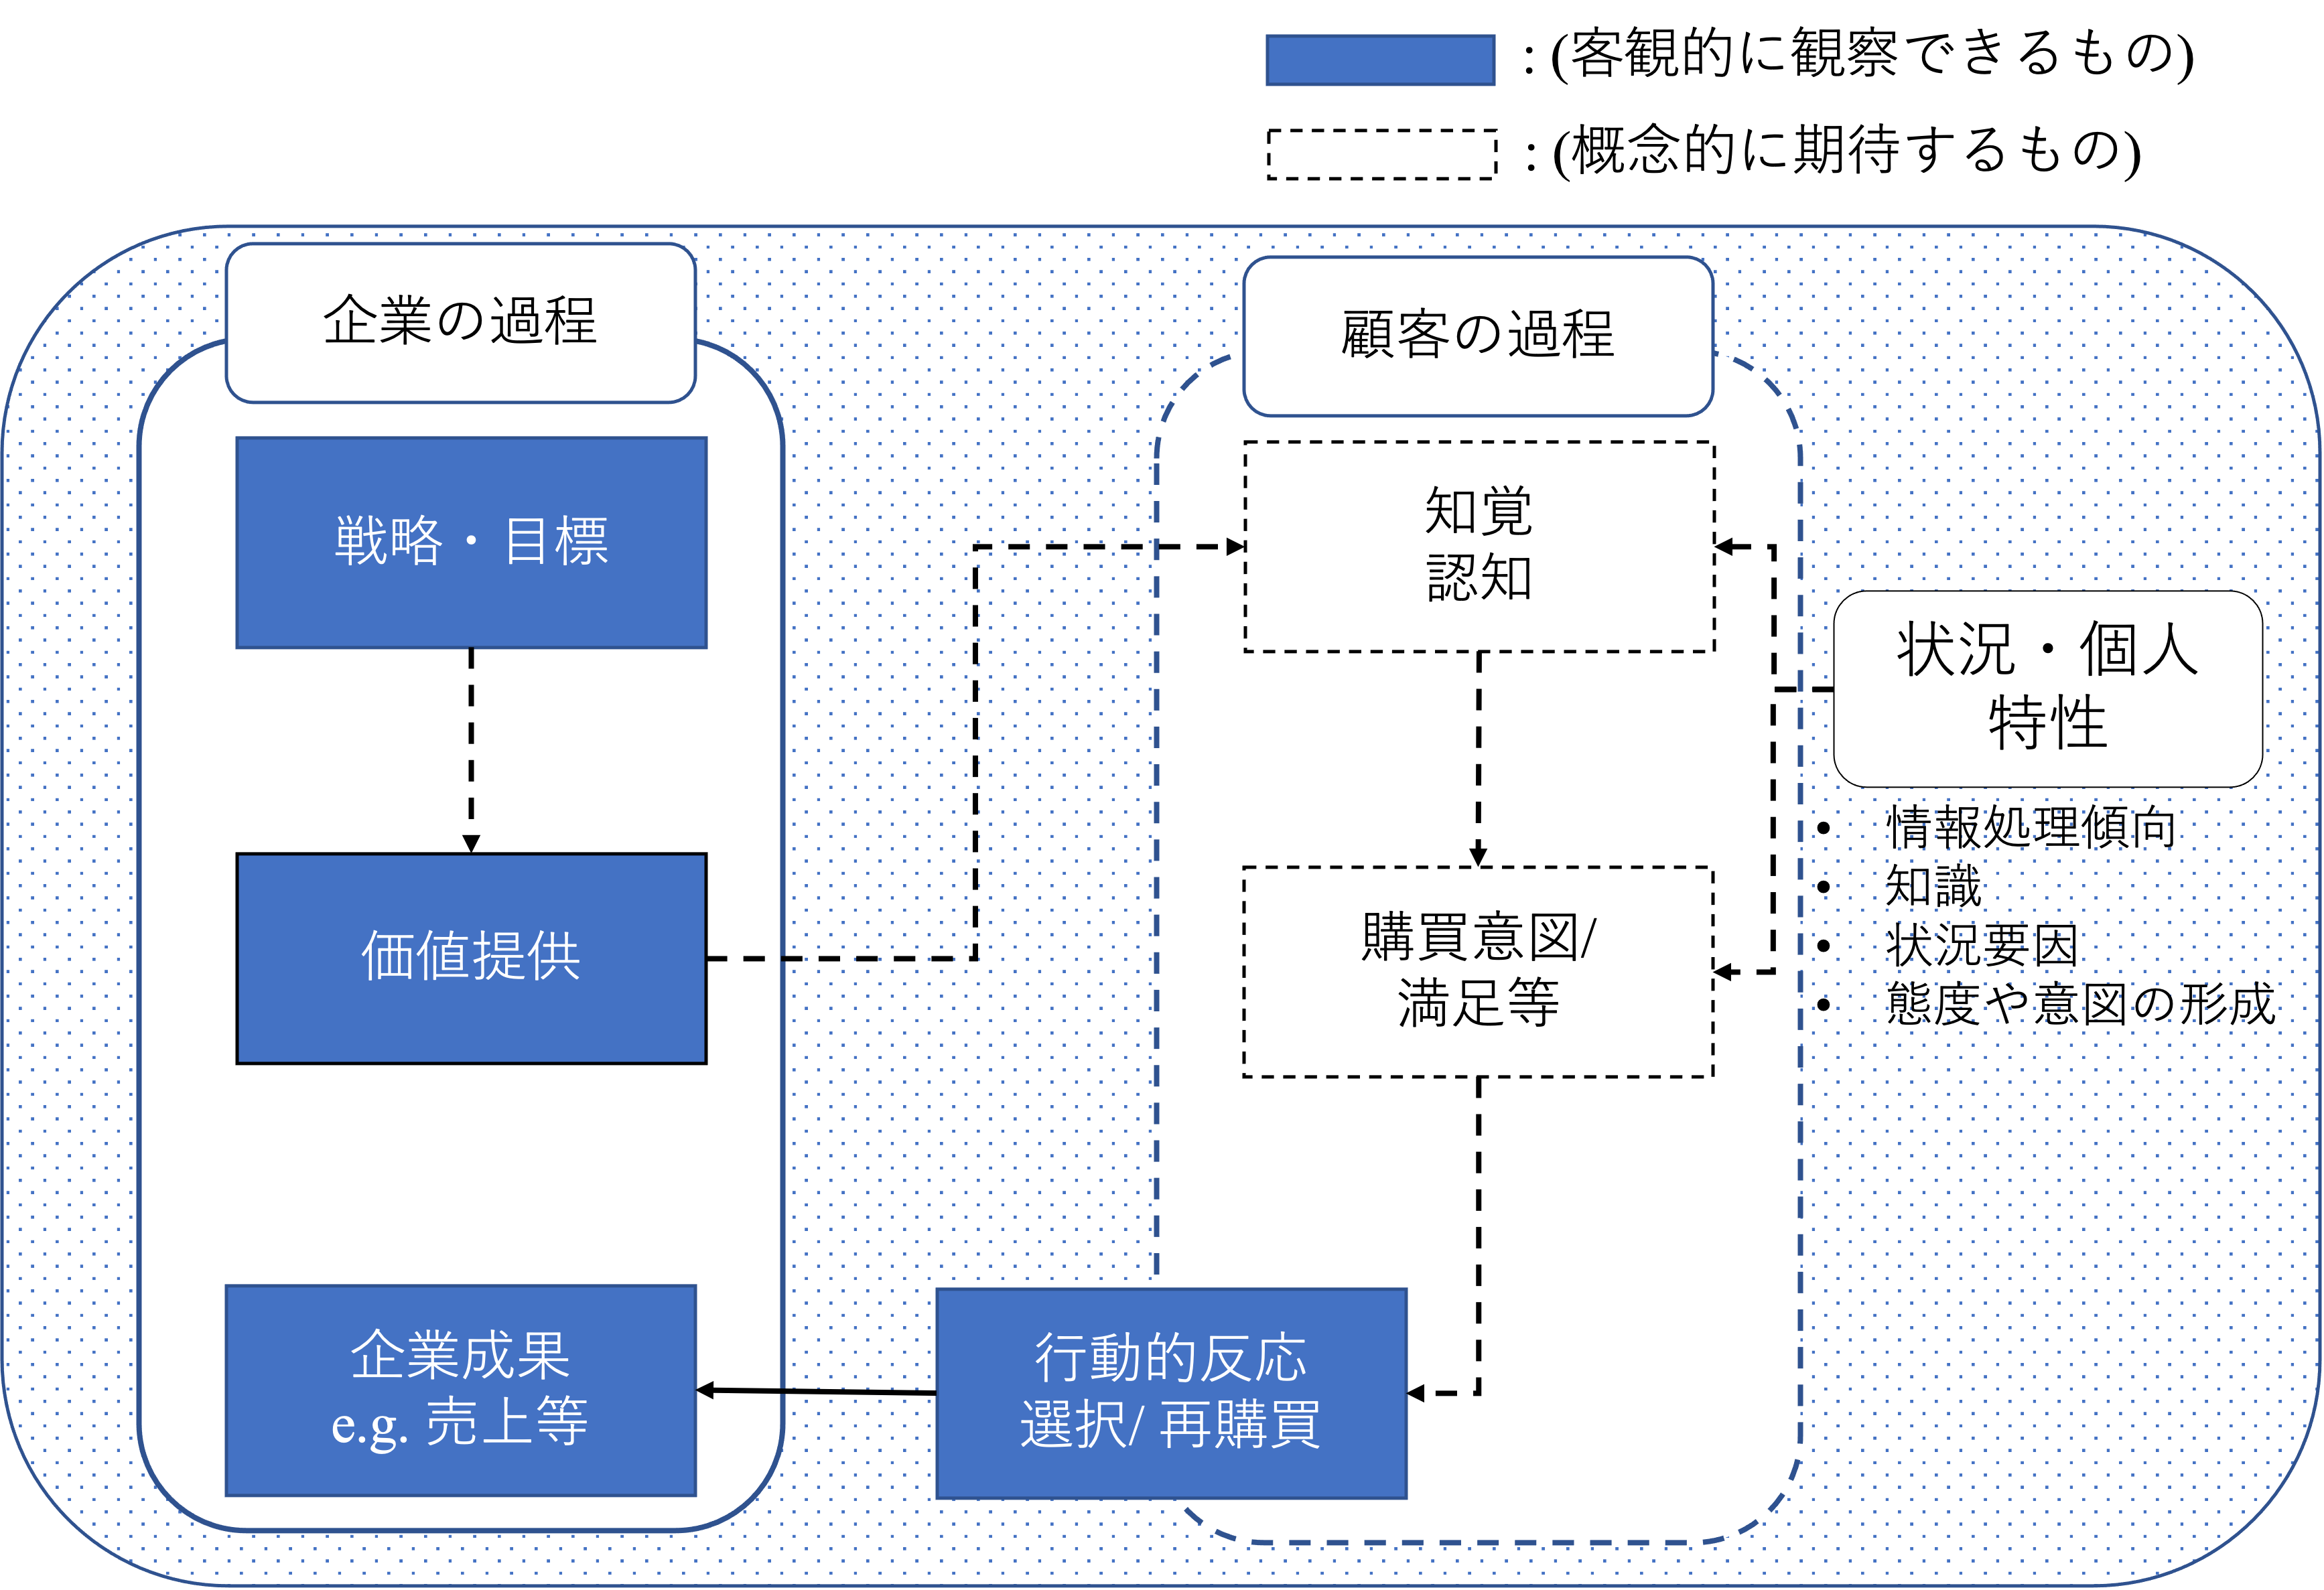 : (客観的に観察できるもの)
: (概念的に期待するもの)
企業の過程
戦略・目標
価値提供
企業成果
e.g. 売上等
顧客の過程
知覚
認知
購買意図/
満足等
行動的反応
選択/ 再購買
状況・個人
特性
• 情報処理傾向
• 知識
• 状況要因
• 態度や意図の形成